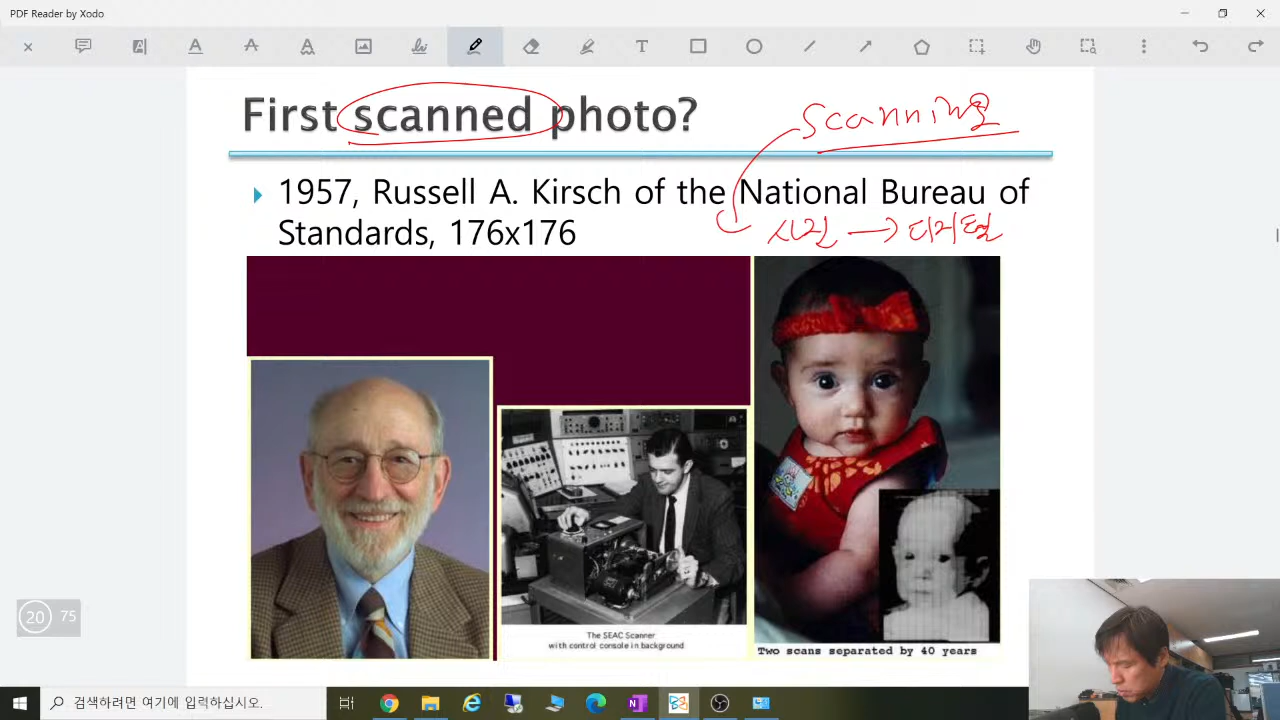 PDF Reader by Xodo
First scanned photo?
Scanning
1957, Russell A. Kirsch of the National Bureau of
Standards, 176x176
사진 → 디지털
The SEAC Scanner
with control console in background
Two scans separated by 40 years
20 75
검색하려면 여기에 입력하십시오.